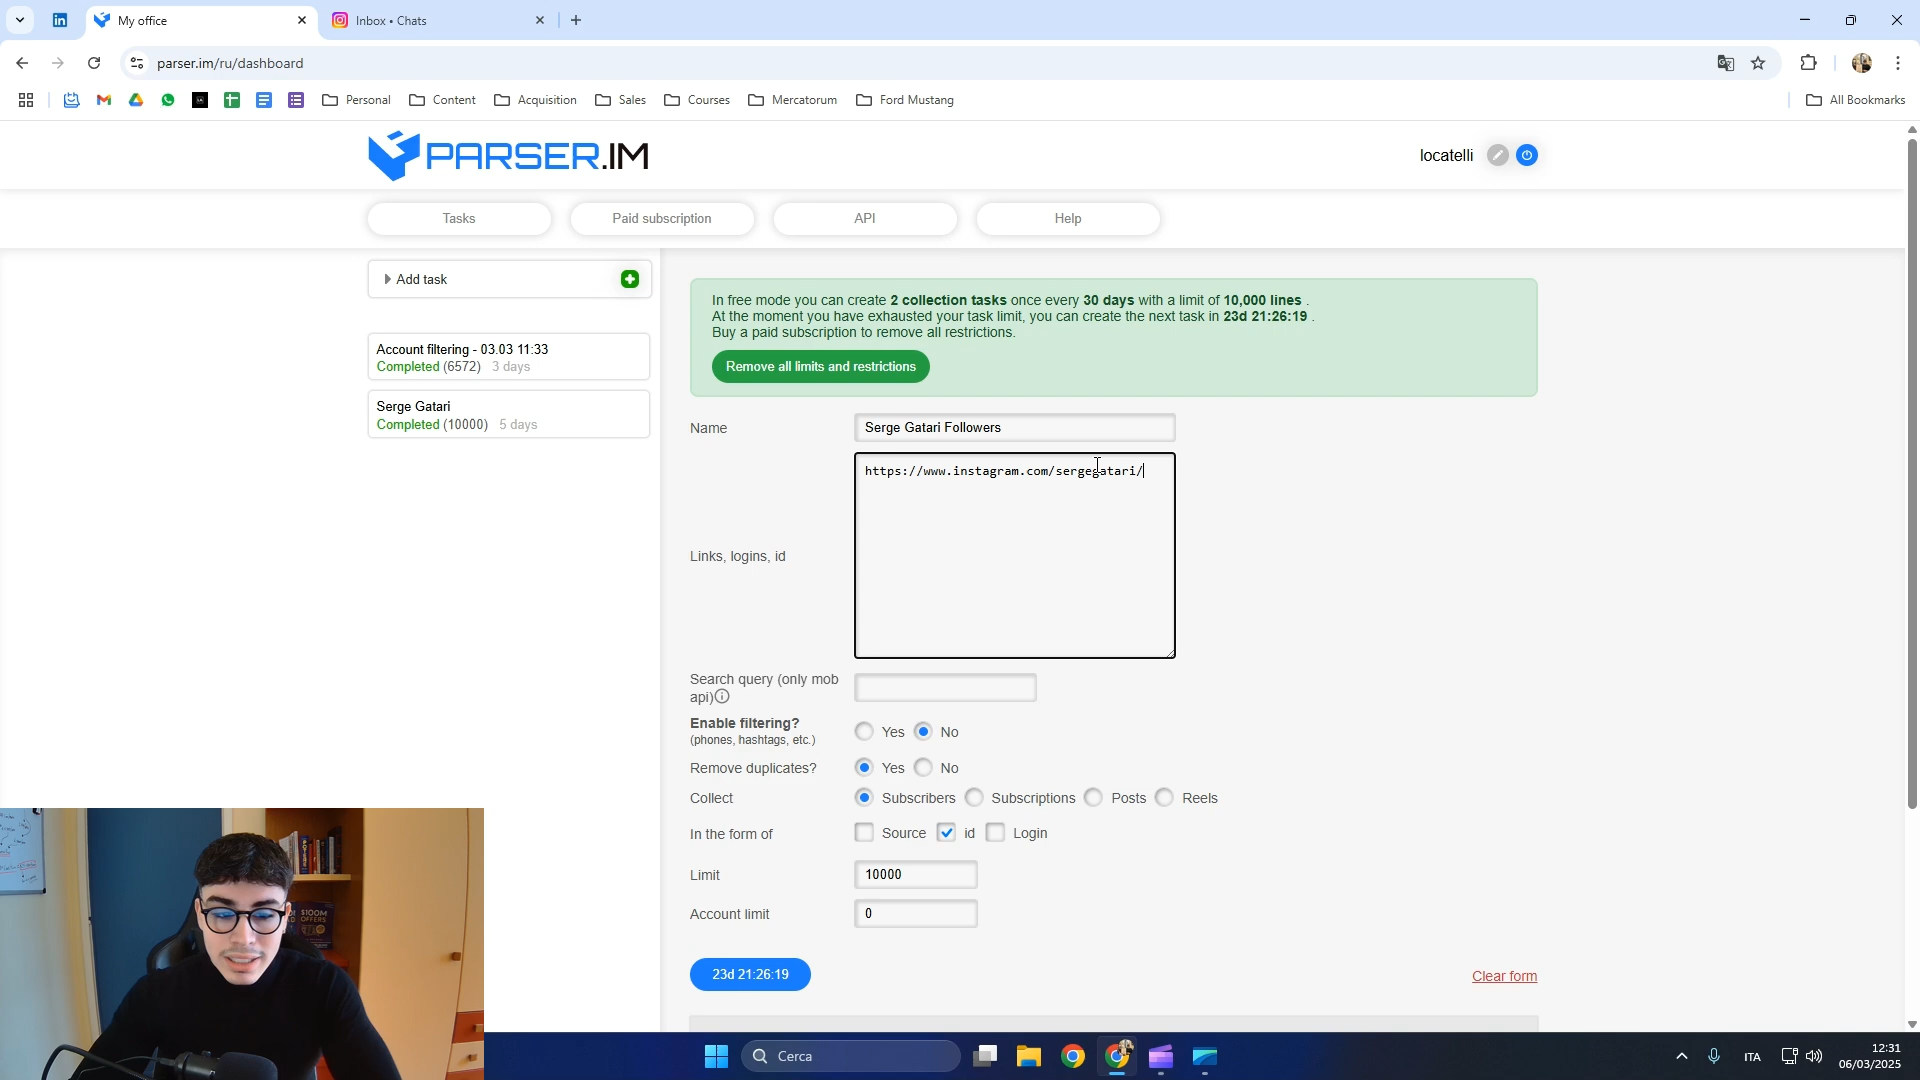 My office
Inbox • Chats
parser.im/ru/dashboard
Personal
Content
Acquisition
Sales
Courses
Mercatorum
Ford Mustang
All Bookmarks
PARSER.IM
locatelli
Tasks
Paid subscription
API
Help
Add task
Account filtering - 03.03 11:33
Completed (6572) 3 days
Serge Gatari
Completed (10000) 5 days
In free mode you can create 2 collection tasks once every 30 days with a limit of 10,000 lines .
At the moment you have exhausted your task limit, you can create the next task in 23d 21:26:19 .
Buy a paid subscription to remove all restrictions.
Remove all limits and restrictions
Name
Serge Gatari Followers
https://www.instagram.com/sergegatari/
Links, logins, id
Search query (only mob
api)
Enable filtering?
(phones, hashtags, etc.)
Yes
No
Remove duplicates?
Yes
No
Collect
Subscribers
Subscriptions
Posts
Reels
In the form of
Source
id
Login
Limit
10000
Account limit
0
23d 21:26:19
Clear form
$100M
OFFERS
Cerca
ITA
12:31
06/03/2025